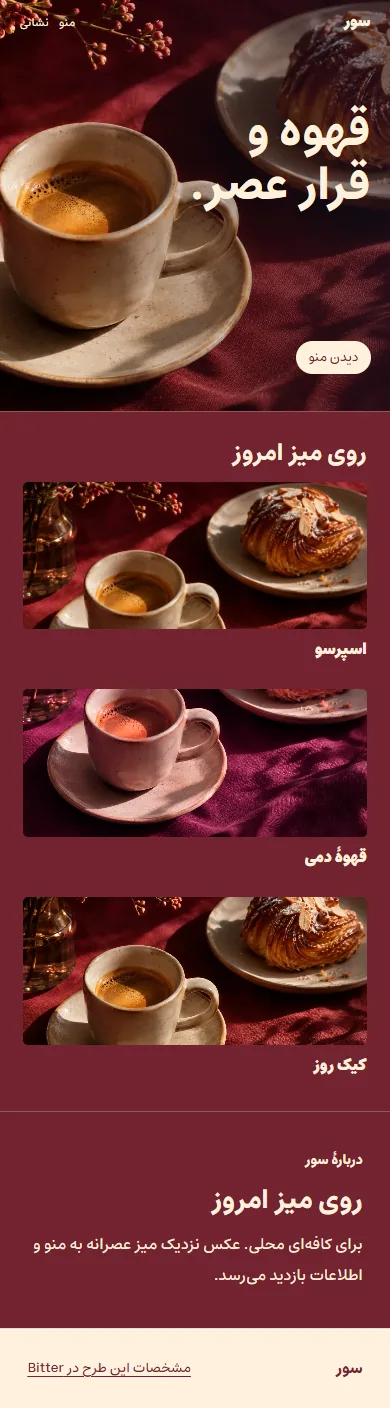 سور
منو نشانی
قهوه و
قرار عصر.
دیدن منو
روی میز امروز
اسپرسو
قهوهٔ دمی
کیک روز
دربارهٔ سور
روی میز امروز
برای کافه‌ای محلی. عکس نزدیک میز عصرانه به منو و
اطلاعات بازدید می‌رسد.
سور
مشخصات این طرح در Bitter